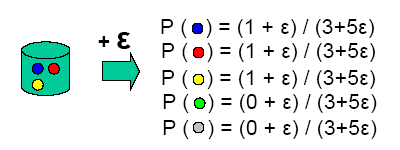 + ε
P ( ) = (1 + ε) / (3+5ε)
P ( ) = (1 + ε) / (3+5ε)
P ( ) = (1 + ε) / (3+5ε)
P ( ) = (0 + ε) / (3+5ε)
P ( ) = (0 + ε) / (3+5ε)